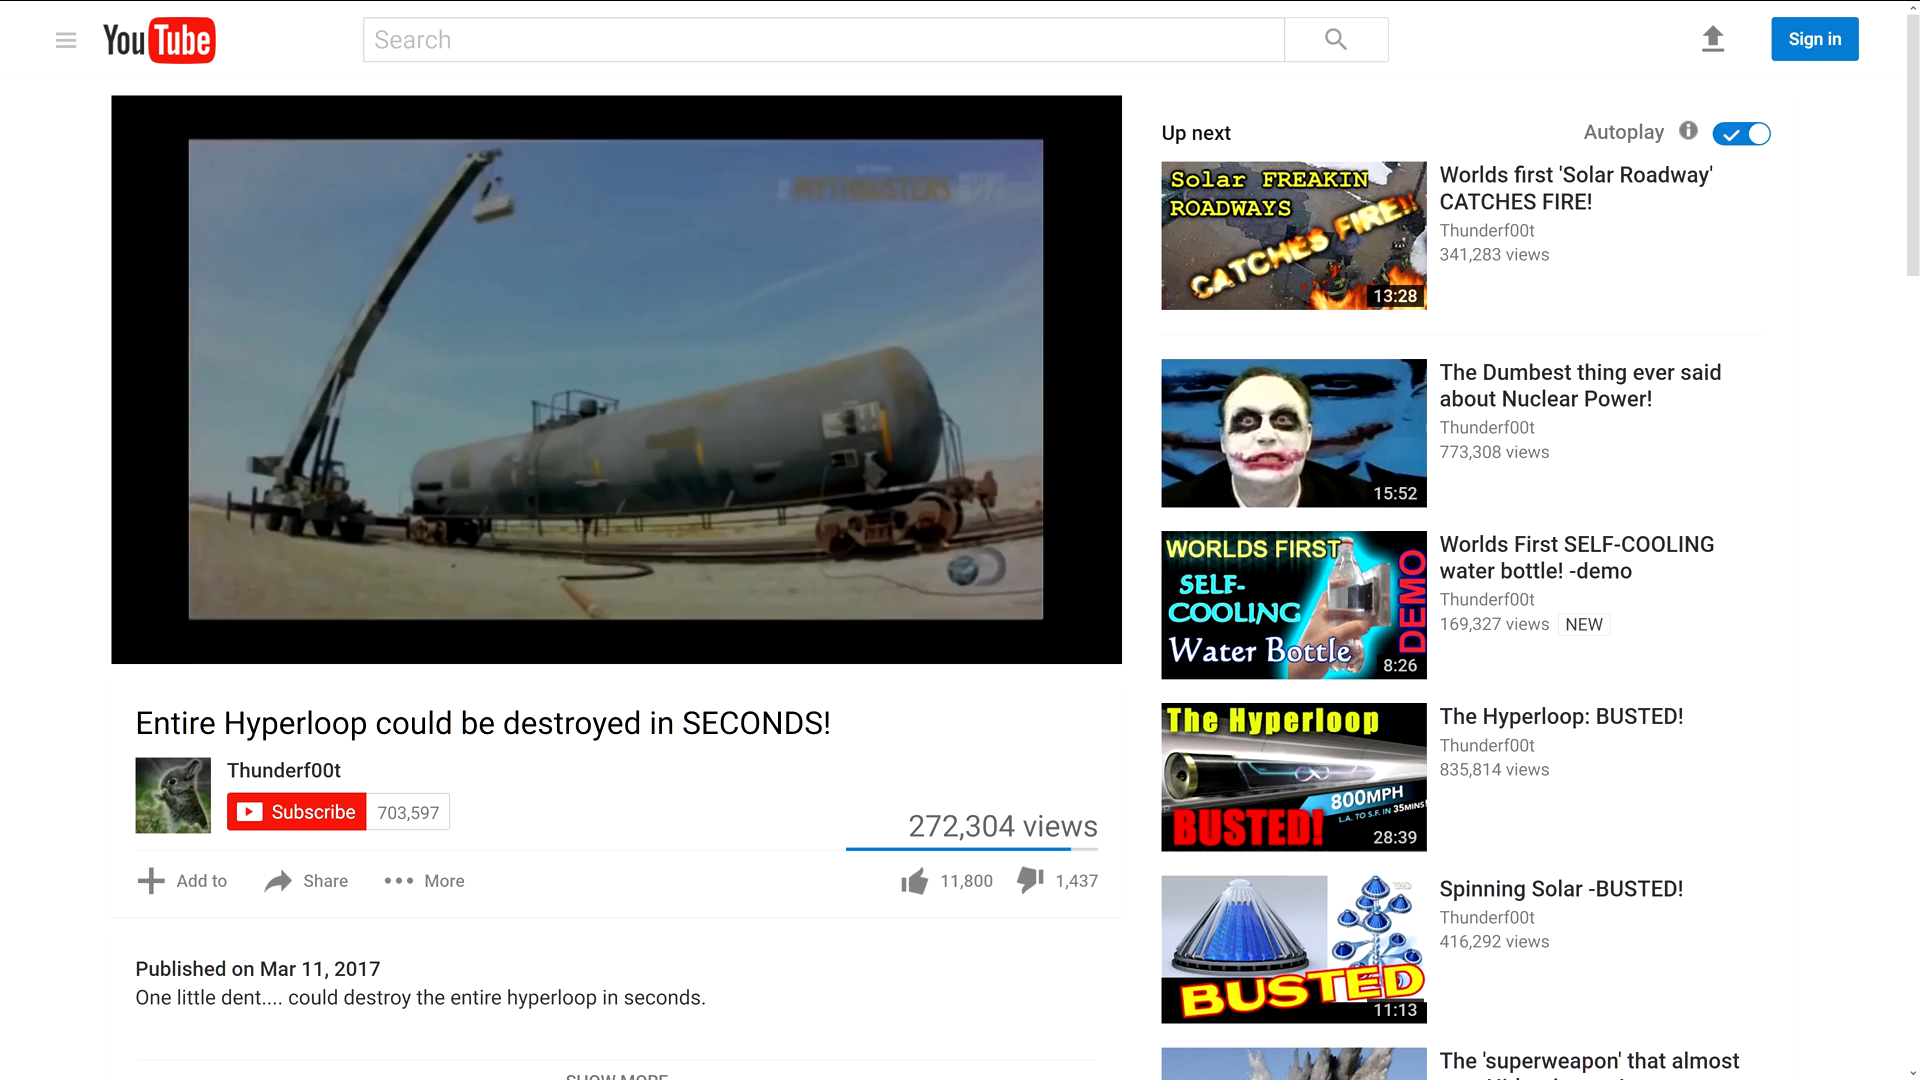 YouTube
Search
Sign in
MYTHBUSTERS
Entire Hyperloop could be destroyed in SECONDS!
Thunderf00t
Subscribe 703,597
272,304 views
Add to Share More 11,800 1,437
Published on Mar 11, 2017
One little dent.... could destroy the entire hyperloop in seconds.
SHOW MORE
Up next Autoplay
Solar FREAKIN
ROADWAYS
CATCHES FIRE!!
13:28
Worlds first 'Solar Roadway'
CATCHES FIRE!
Thunderf00t
341,283 views
15:52
The Dumbest thing ever said
about Nuclear Power!
Thunderf00t
773,308 views
WORLDS FIRST
SELF-
COOLING
Water Bottle
DEMO
8:26
Worlds First SELF-COOLING
water bottle! -demo
Thunderf00t
169,327 views NEW
The Hyperloop
800MPH
L.A. TO S.F. IN 35MINS!
BUSTED!
28:39
The Hyperloop: BUSTED!
Thunderf00t
835,814 views
BUSTED
11:13
Spinning Solar -BUSTED!
Thunderf00t
416,292 views
The 'superweapon' that almost